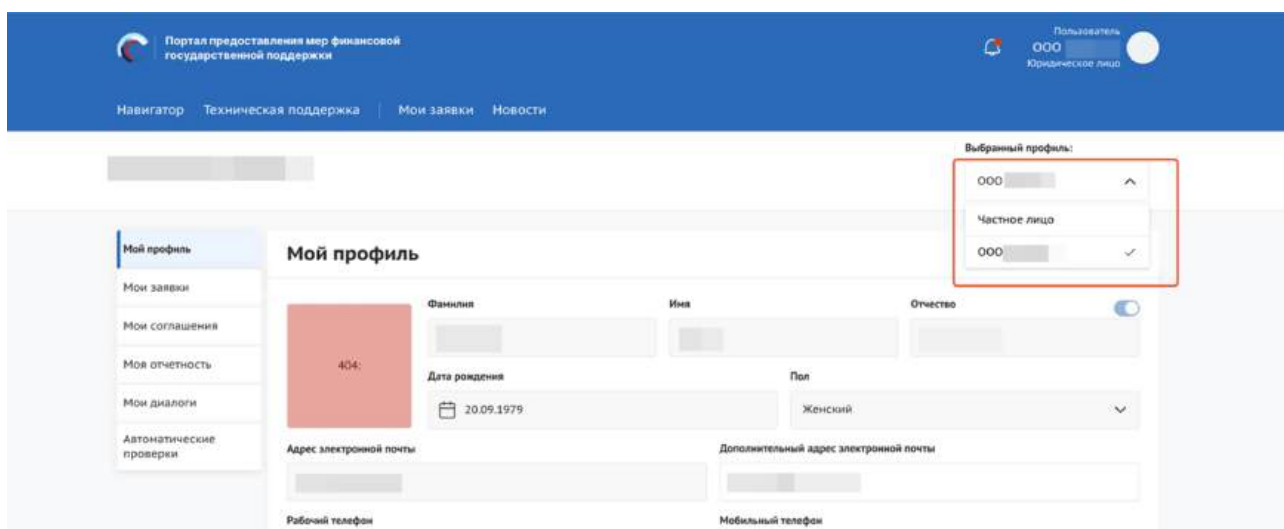 Портал предоставления мер финансовой
государственной поддержки
Пользователь
ООО
Юридическое лицо
Навигатор Техническая поддержка | Мои заявки Новости
Выбранный профиль:
ООО
Частное лицо
ООО
Мой профиль
Мои заявки
Мои соглашения
Моя отчетность
Мои диалоги
Автоматические
проверки
Мой профиль
404:
Фамилия Имя Отчество
Дата рождения Пол
20.09.1979 Женский
Адрес электронной почты Дополнительный адрес электронной почты
Рабочий телефон Мобильный телефон